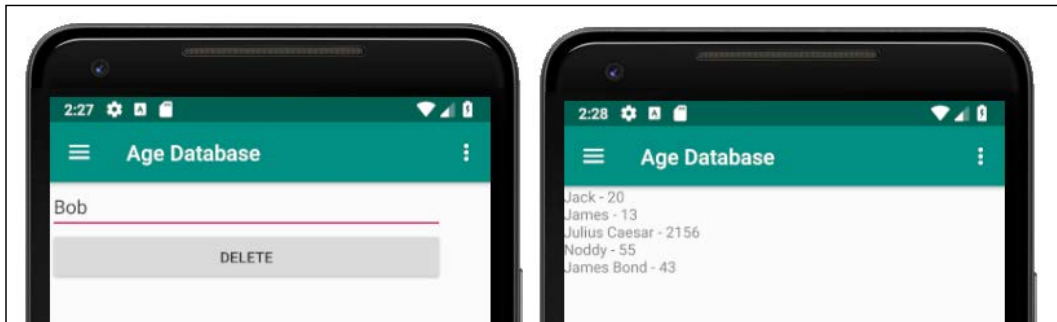 2:27
Age Database
Bob
DELETE
2:28
Age Database
Jack - 20
James - 13
Julius Caesar - 2156
Noddy - 55
James Bond - 43